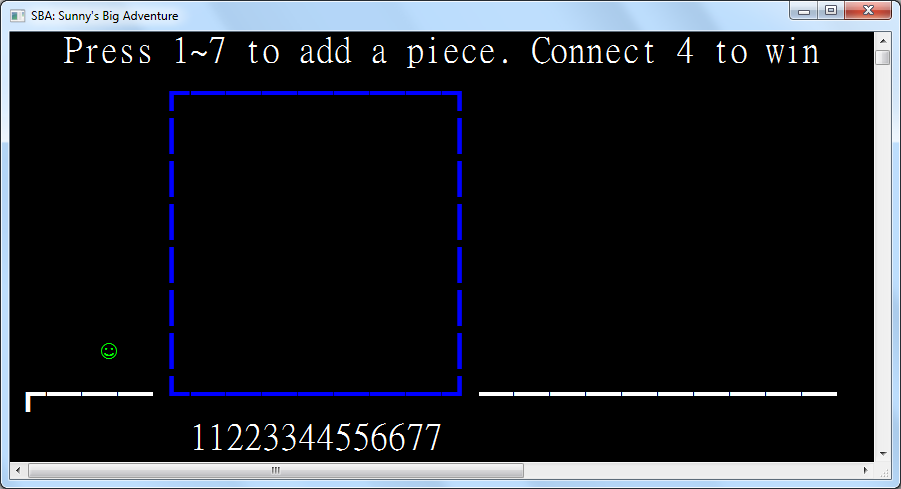 SBA: Sunny's Big Adventure
Press 1~7 to add a piece. Connect 4 to win
11223344556677